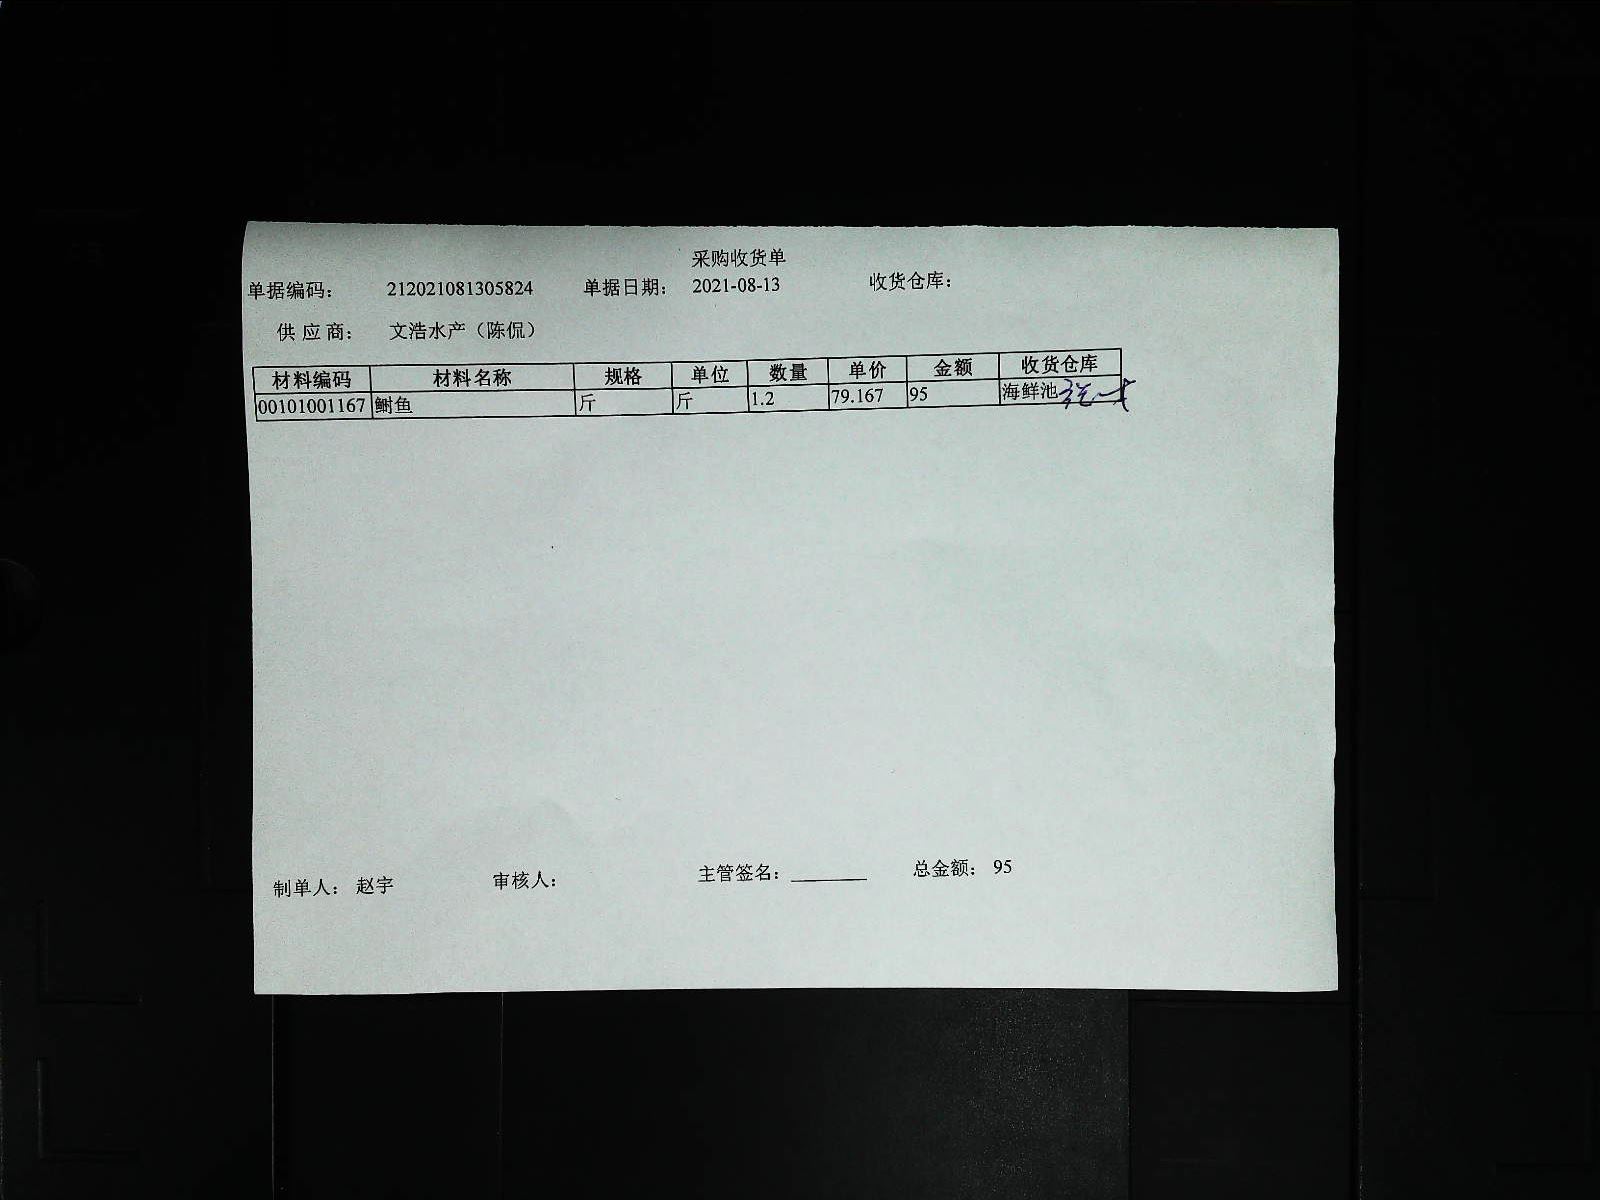 采购收货单
单据编码： 212021081305824 单据日期： 2021-08-13 收货仓库：
供 应 商： 文浩水产（陈侃）
材料编码 材料名称 规格 单位 数量 单价 金额 收货仓库
00101001167 鲥鱼 斤 斤 1.2 79.167 95 海鲜池
制单人： 赵宇 审核人： 主管签名：________ 总金额： 95